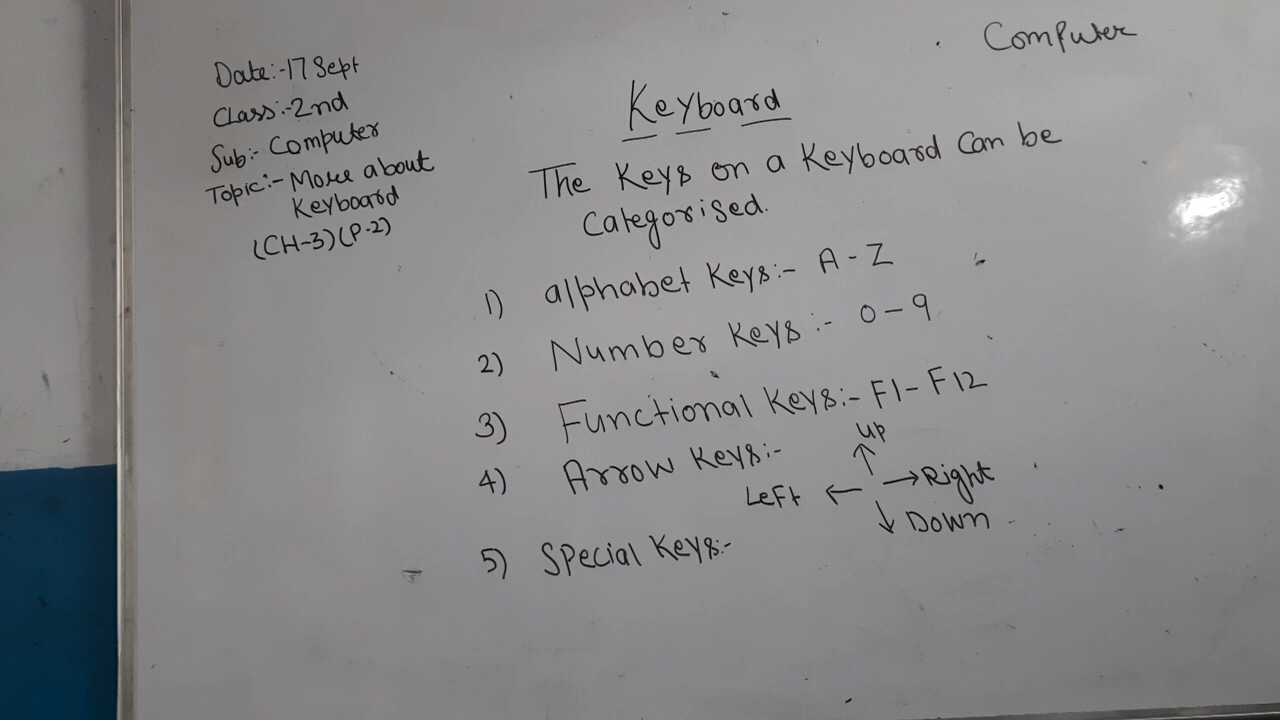 Computer
Date:-17 Sept
Class:-2nd
Sub:- Computer
Topic:- More about
Keyboard
(CH-3)(P-2)
Keyboard
The Keys on a Keyboard Can be
Categorised.
1) alphabet Keys:- A-Z
2) Number Keys:- 0-9
3) Functional Keys:- F1-F12
4) Arrow Keys:-
up
Left ← ↑ → Right
↓ Down
5) Special Keys:-